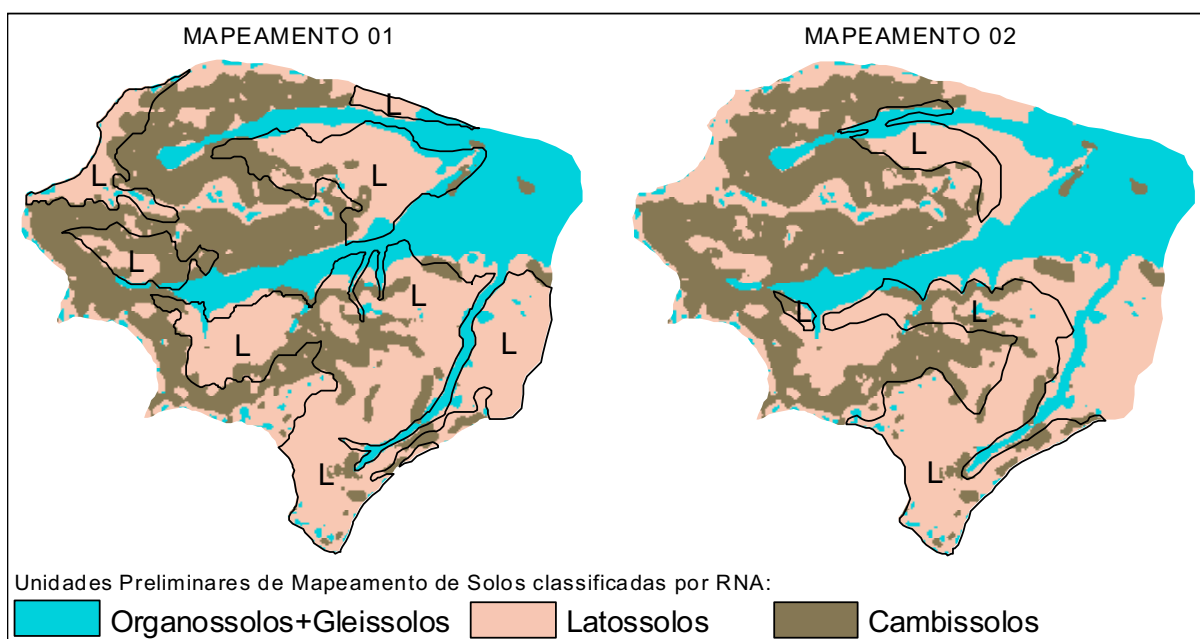 MAPEAMENTO 01
MAPEAMENTO 02
L
L
L
L
L
L
L
L
L
L
L
L
Unidades Preliminares de Mapeamento de Solos classificadas por RNA:
Organossolos+Gleissolos
Latossolos
Cambissolos